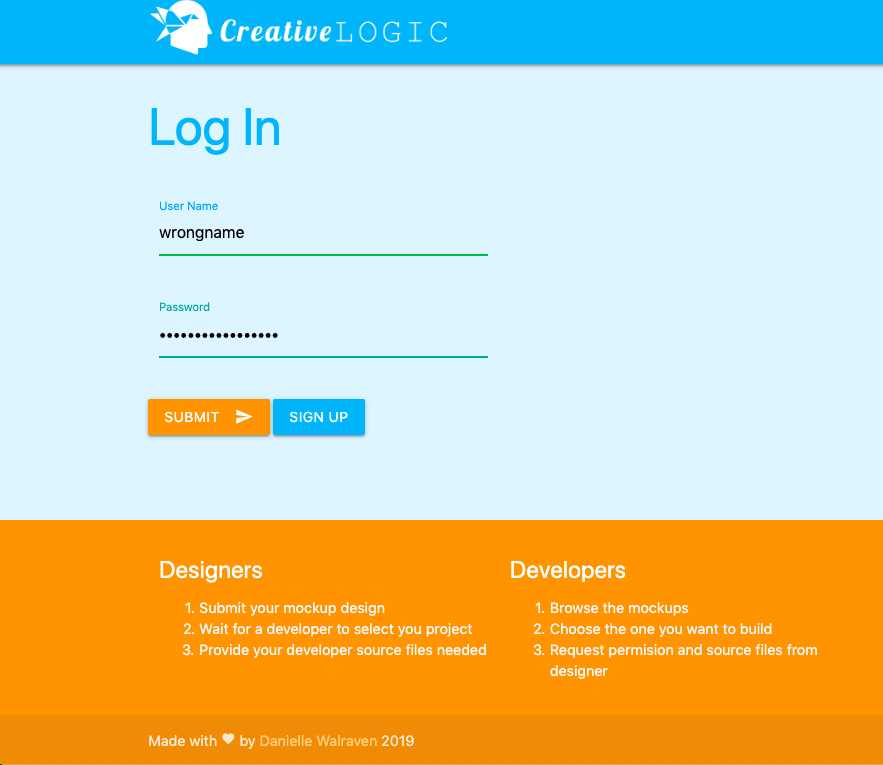 CreativeLOGIC
Log In
User Name
wrongname
Password
•••••••••••••••••
SUBMIT
SIGN UP
Designers
1. Submit your mockup design
2. Wait for a developer to select you project
3. Provide your developer source files needed
Developers
1. Browse the mockups
2. Choose the one you want to build
3. Request permision and source files from
designer
Made with ♥ by Danielle Walraven 2019